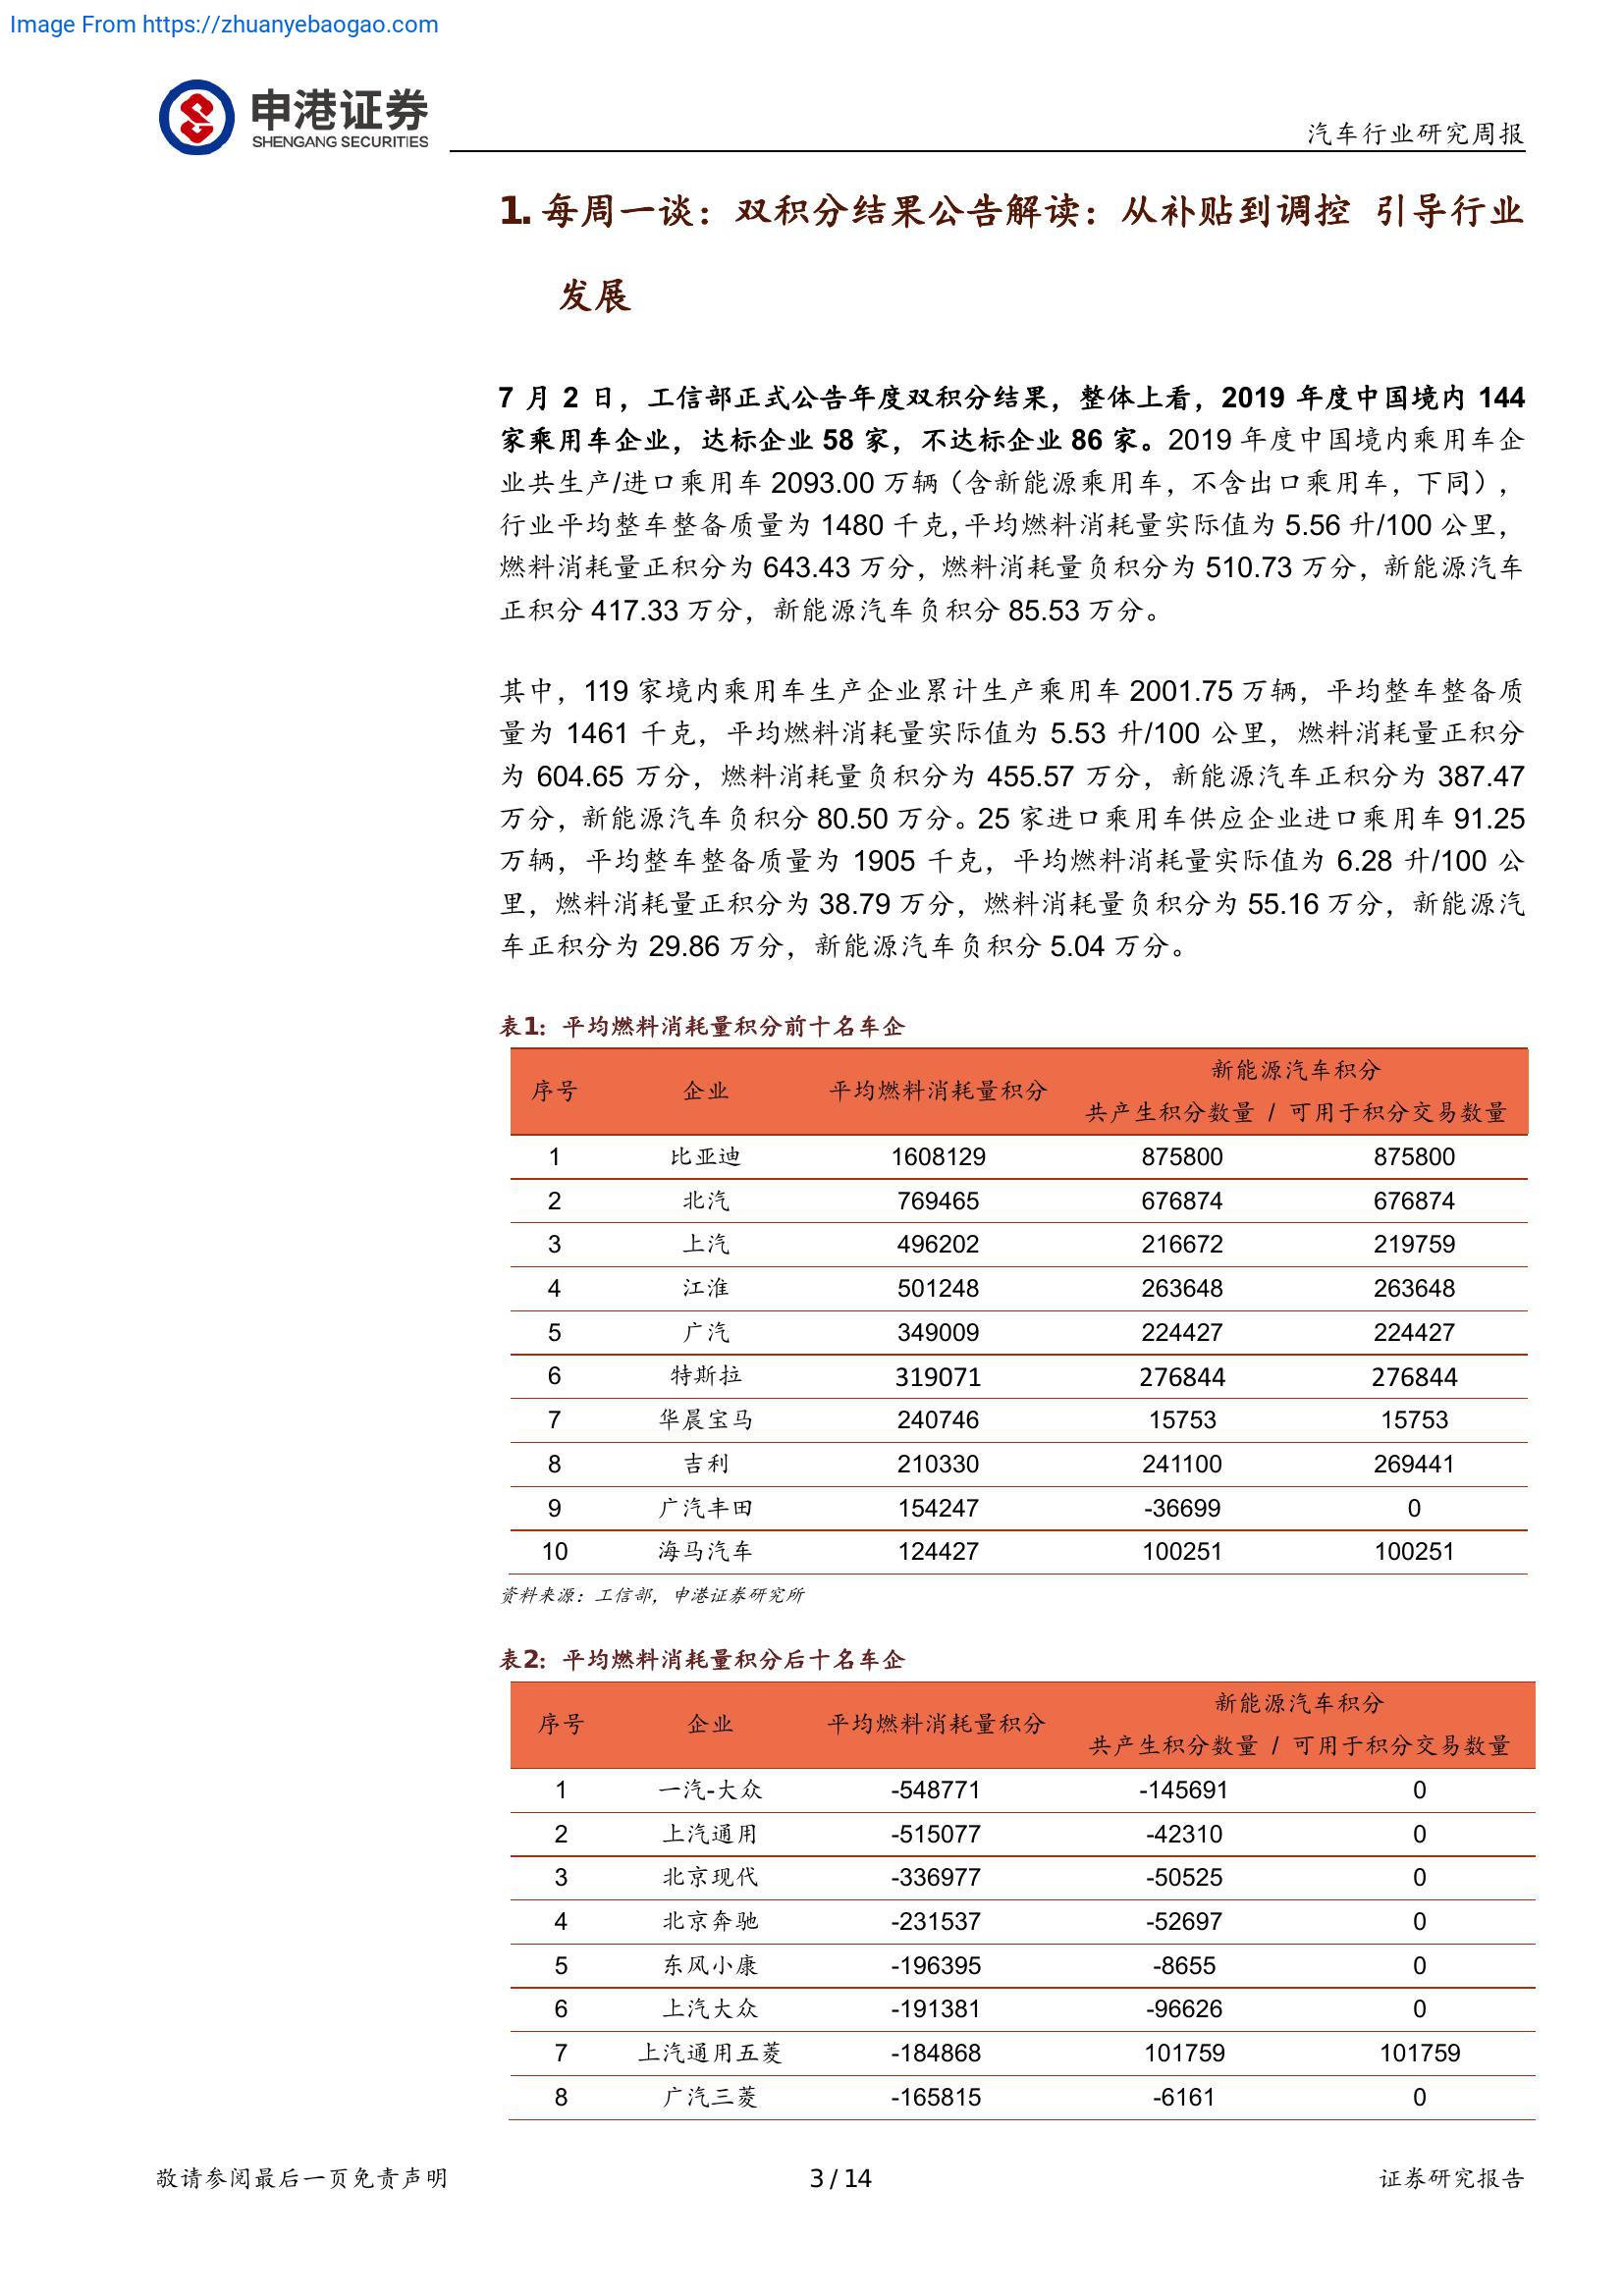 Image From https://zhuanyebaogao.com
申港证券
SHENGANG SECURITIES
汽车行业研究周报
1. 每周一谈：双积分结果公告解读：从补贴到调控 引导行业
发展
7 月 2 日，工信部正式公告年度双积分结果，整体上看，2019 年度中国境内 144
家乘用车企业，达标企业 58 家，不达标企业 86 家。2019 年度中国境内乘用车企
业共生产/进口乘用车 2093.00 万辆（含新能源乘用车，不含出口乘用车，下同），
行业平均整车整备质量为 1480 千克，平均燃料消耗量实际值为 5.56 升/100 公里，
燃料消耗量正积分为 643.43 万分，燃料消耗量负积分为 510.73 万分，新能源汽车
正积分 417.33 万分，新能源汽车负积分 85.53 万分。
其中，119 家境内乘用车生产企业累计生产乘用车 2001.75 万辆，平均整车整备质
量为 1461 千克，平均燃料消耗量实际值为 5.53 升/100 公里，燃料消耗量正积分
为 604.65 万分，燃料消耗量负积分为 455.57 万分，新能源汽车正积分为 387.47
万分，新能源汽车负积分 80.50 万分。25 家进口乘用车供应企业进口乘用车 91.25
万辆，平均整车整备质量为 1905 千克，平均燃料消耗量实际值为 6.28 升/100 公
里，燃料消耗量正积分为 38.79 万分，燃料消耗量负积分为 55.16 万分，新能源汽
车正积分为 29.86 万分，新能源汽车负积分 5.04 万分。
表1：平均燃料消耗量积分前十名车企
序号 企业 平均燃料消耗量积分 新能源汽车积分
共产生积分数量 / 可用于积分交易数量
1 比亚迪 1608129 875800 875800
2 北汽 769465 676874 676874
3 上汽 496202 216672 219759
4 江淮 501248 263648 263648
5 广汽 349009 224427 224427
6 特斯拉 319071 276844 276844
7 华晨宝马 240746 15753 15753
8 吉利 210330 241100 269441
9 广汽丰田 154247 -36699 0
10 海马汽车 124427 100251 100251
资料来源：工信部，申港证券研究所
表2：平均燃料消耗量积分后十名车企
序号 企业 平均燃料消耗量积分 新能源汽车积分
共产生积分数量 / 可用于积分交易数量
1 一汽-大众 -548771 -145691 0
2 上汽通用 -515077 -42310 0
3 北京现代 -336977 -50525 0
4 北京奔驰 -231537 -52697 0
5 东风小康 -196395 -8655 0
6 上汽大众 -191381 -96626 0
7 上汽通用五菱 -184868 101759 101759
8 广汽三菱 -165815 -6161 0
敬请参阅最后一页免责声明
3 / 14
证券研究报告